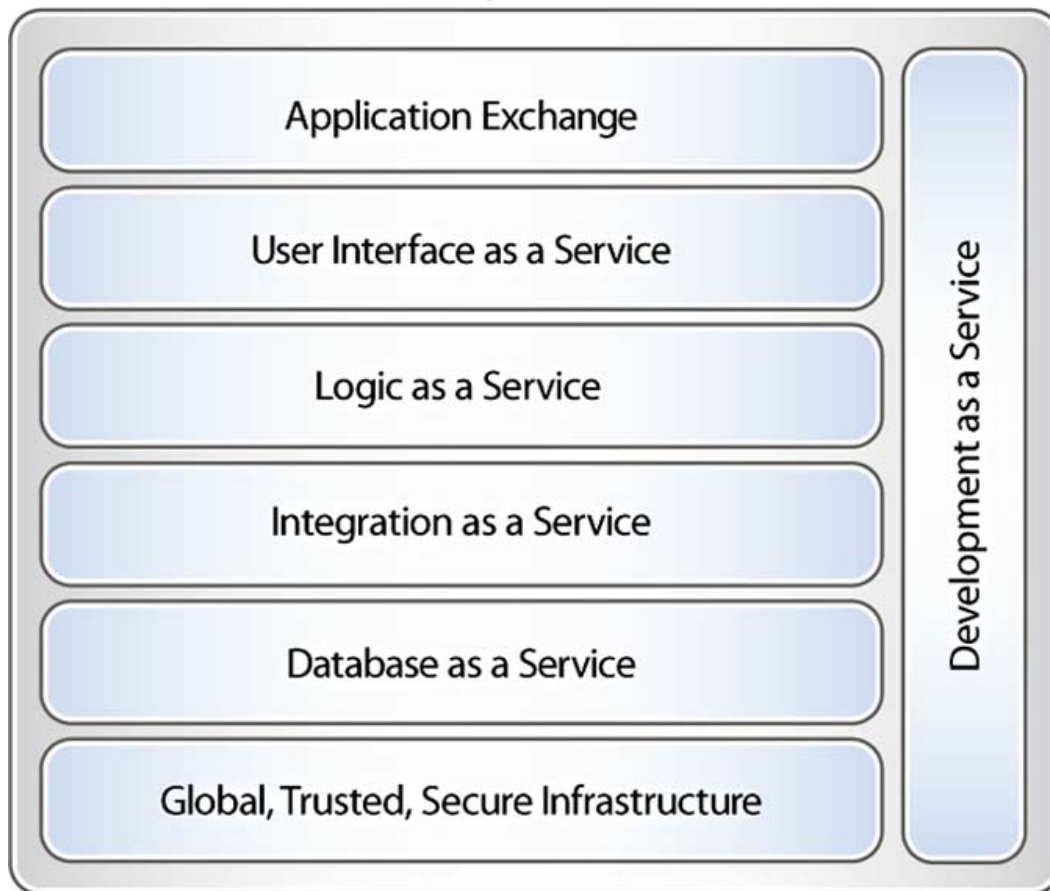 Application Exchange
User Interface as a Service
Logic as a Service
Integration as a Service
Database as a Service
Global, Trusted, Secure Infrastructure
Development as a Service